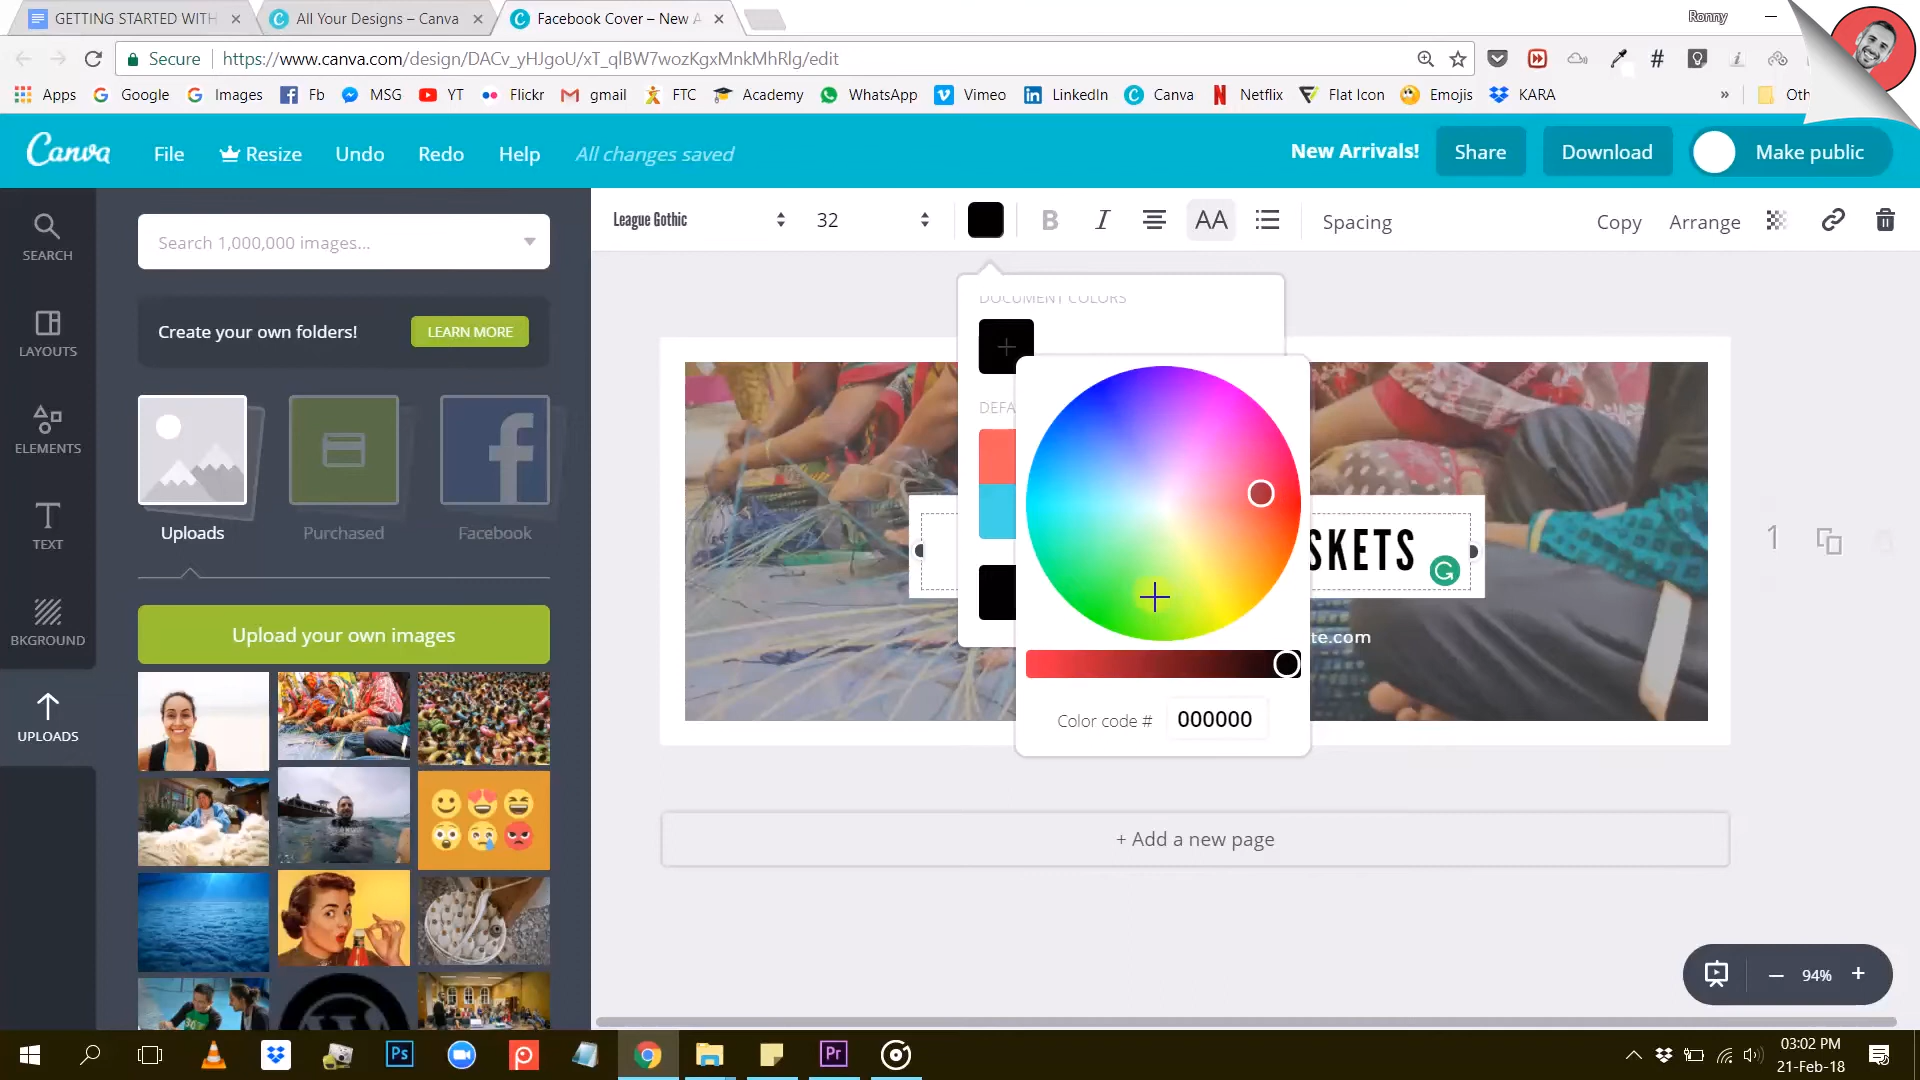 GETTING STARTED WITH
All Your Designs – Canva
Facebook Cover – New A
Ronny
Secure
https://www.canva.com/design/DACv_yHJgoU/xT_qlBW7wozKgxMnkMhRlg/edit
Apps
Google
Images
Fb
MSG
YT
Flickr
gmail
FTC
Academy
WhatsApp
Vimeo
LinkedIn
Canva
Netflix
Flat Icon
Emojis
KARA
»
Oth
Canva
File
Resize
Undo
Redo
Help
All changes saved
New Arrivals!
Share
Download
Make public
SEARCH
LAYOUTS
ELEMENTS
TEXT
BKGROUND
UPLOADS
Search 1,000,000 images...
Create your own folders!
LEARN MORE
Uploads
Purchased
Facebook
Upload your own images
League Gothic
32
B
I
AA
Spacing
Copy
Arrange
DOCUMENT COLORS
DEFA
SKETS
te.com
Color code #
000000
1
+ Add a new page
94%
Ps
Pr
03:02 PM
21-Feb-18